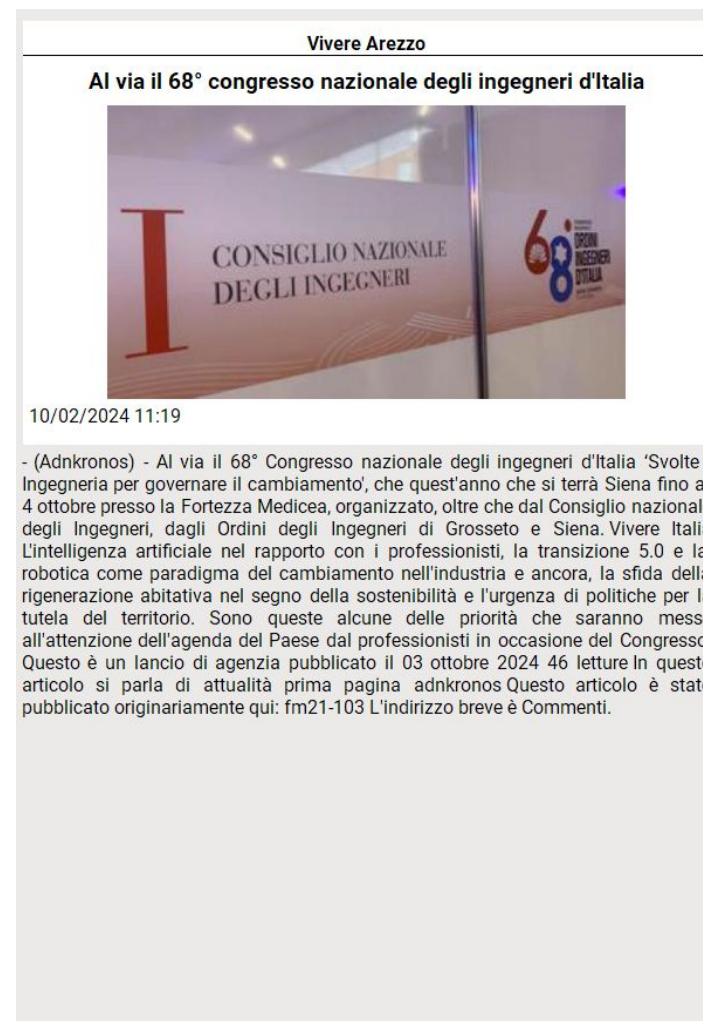 Vivere Arezzo
Al via il 68° congresso nazionale degli ingegneri d'Italia
I
CONSIGLIO NAZIONALE
DEGLI INGEGNERI
68°
ORDINI
INGEGNERI
D'ITALIA
10/02/2024 11:19
- (Adnkronos) - Al via il 68° Congresso nazionale degli ingegneri d'Italia ‘Svolte
Ingegneria per governare il cambiamento', che quest'anno che si terrà Siena fino a
4 ottobre presso la Fortezza Medicea, organizzato, oltre che dal Consiglio nazional
degli Ingegneri, dagli Ordini degli Ingegneri di Grosseto e Siena. Vivere Itali
L'intelligenza artificiale nel rapporto con i professionisti, la transizione 5.0 e la
robotica come paradigma del cambiamento nell'industria e ancora, la sfida della
rigenerazione abitativa nel segno della sostenibilità e l'urgenza di politiche per l
tutela del territorio. Sono queste alcune delle priorità che saranno mess
all'attenzione dell'agenda del Paese dal professionisti in occasione del Congresso
Questo è un lancio di agenzia pubblicato il 03 ottobre 2024 46 letture In quest
articolo si parla di attualità prima pagina adnkronos Questo articolo è stat
pubblicato originariamente qui: fm21-103 L'indirizzo breve è Commenti.